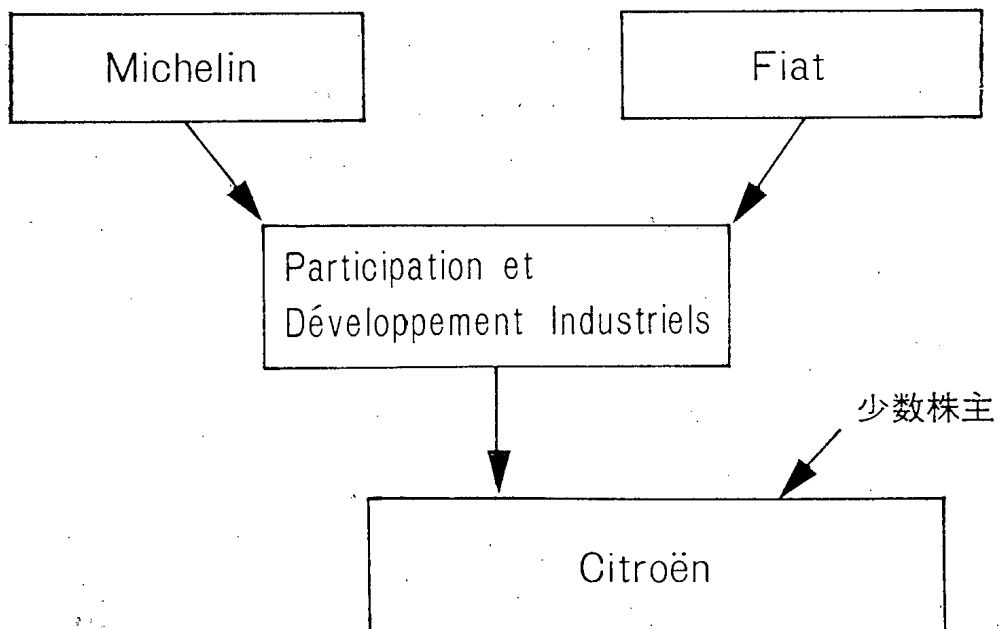 Michelin
Fiat
Participation et
Développement Industriels
少数株主
Citroën